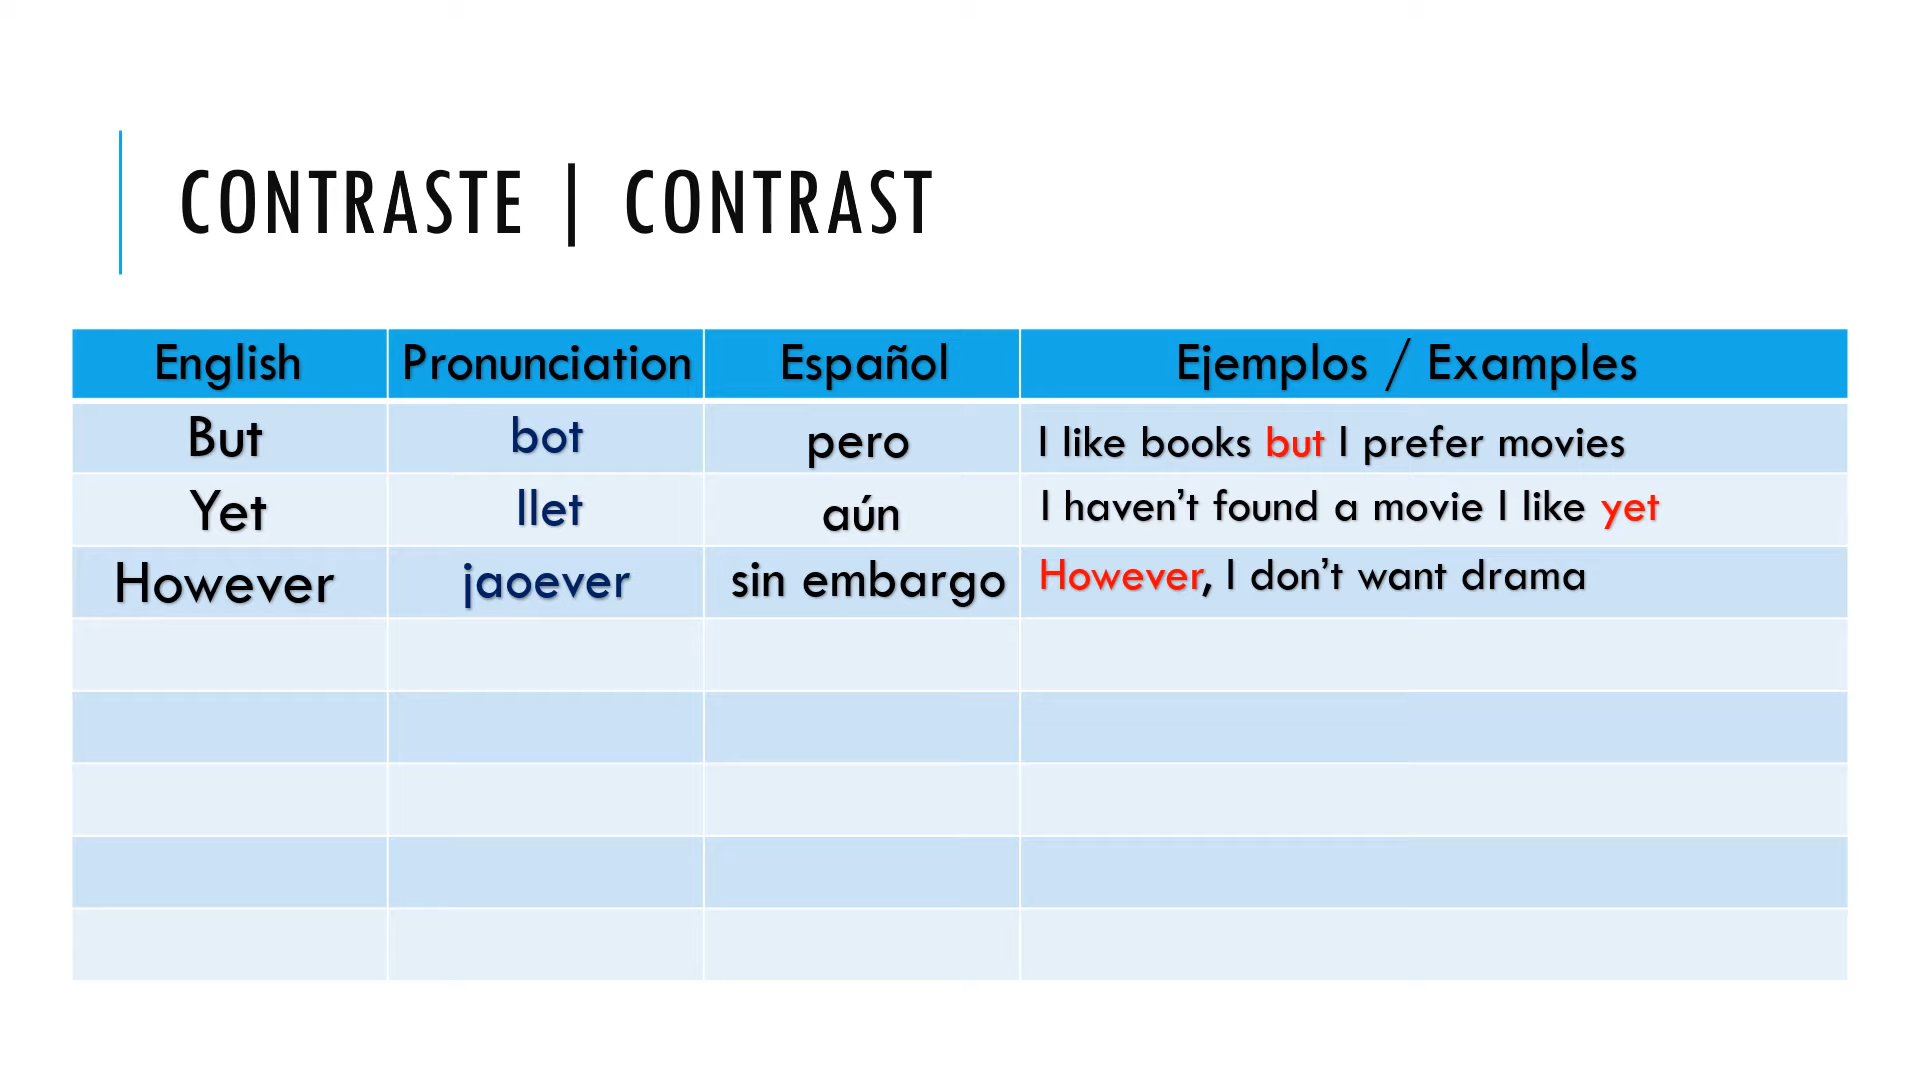 CONTRASTE | CONTRAST
English Pronunciation Español Ejemplos / Examples
But bot pero I like books but I prefer movies
Yet llet aún I haven’t found a movie I like yet
However jaoever sin embargo However, I don’t want drama